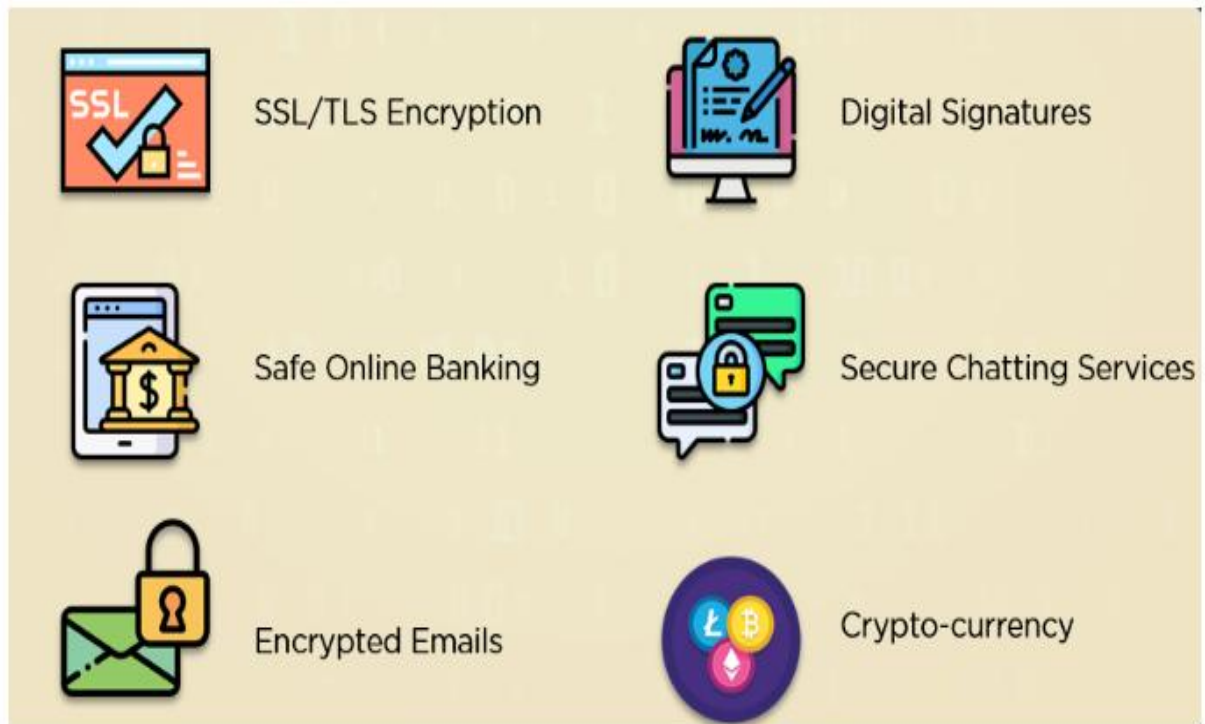 SSL
SSL/TLS Encryption
Digital Signatures
Safe Online Banking
Secure Chatting Services
Encrypted Emails
Crypto-currency